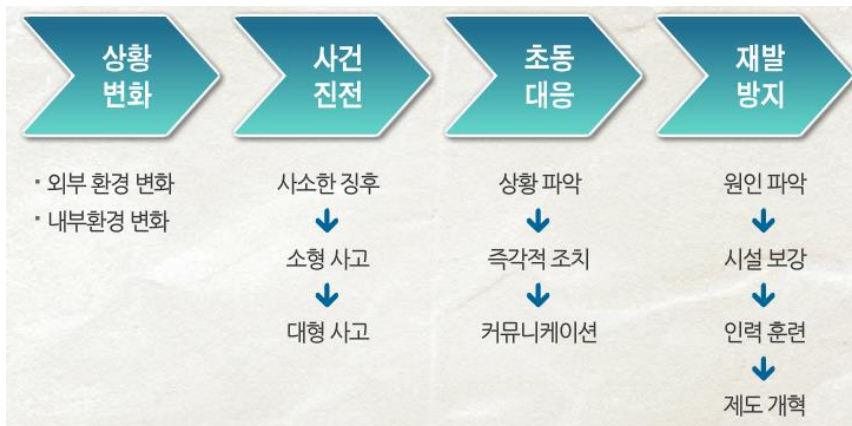 상황
변화
사건
진전
초동
대응
재발
방지
· 외부 환경 변화
· 내부환경 변화
사소한 징후
소형 사고
대형 사고
상황 파악
즉각적 조치
커뮤니케이션
원인 파악
시설 보강
인력 훈련
제도 개혁